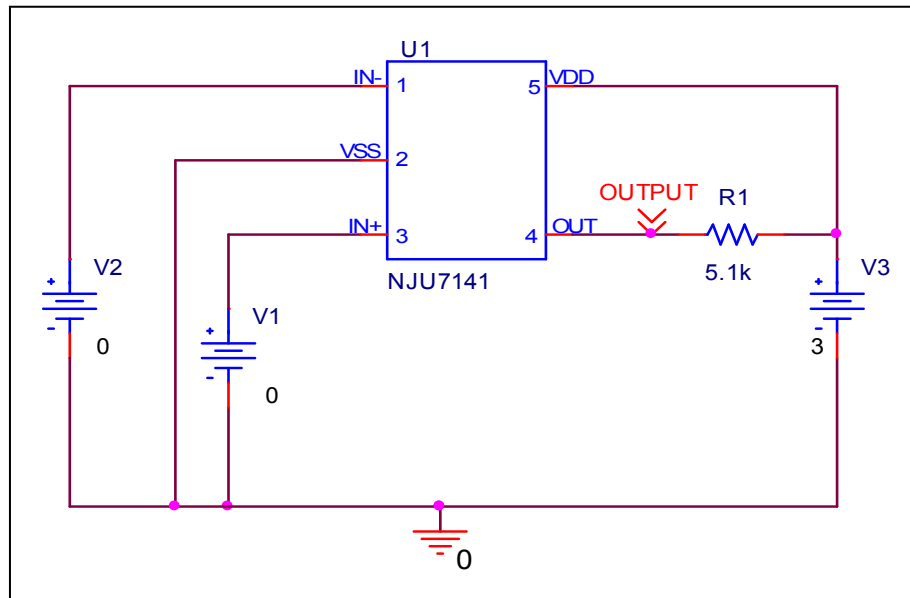 U1
IN- 1 5 VDD
VSS 2
OUTPUT R1
IN+ 3 4 OUT
5.1k
NJU7141
V2 V3
V1
0 3
0
0